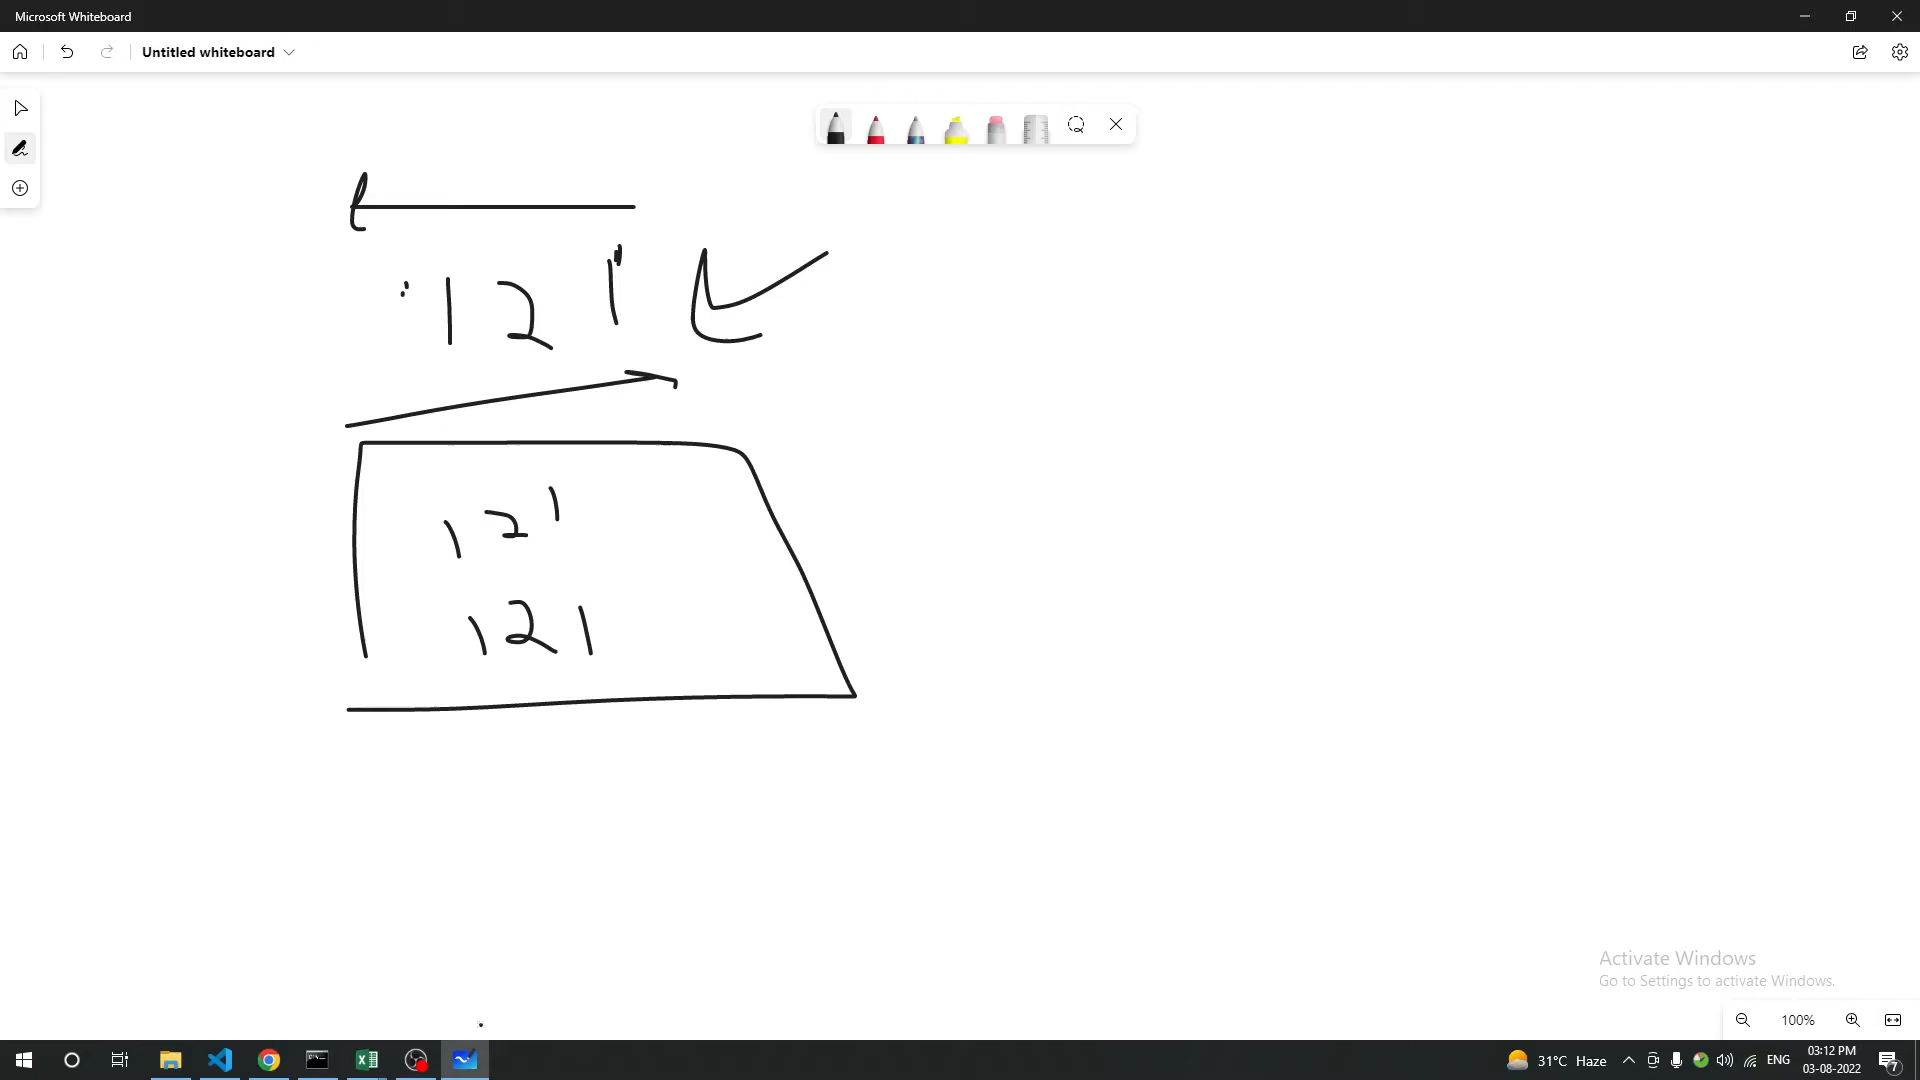 Microsoft Whiteboard
Untitled whiteboard
"121"
121
121
Activate Windows
Go to Settings to activate Windows.
100%
31°C Haze
ENG
03:12 PM
03-08-2022
7